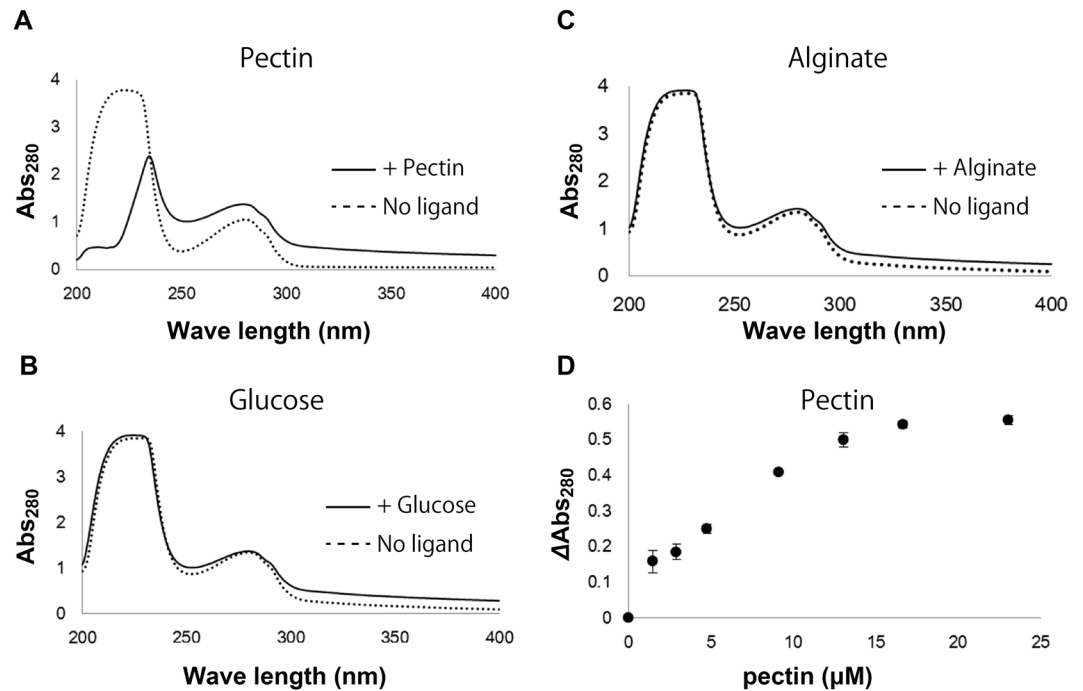 A
Pectin
Abs280
4
3
2
1
0
+ Pectin
No ligand
200 250 300 350 400
Wave length (nm)
C
Alginate
Abs280
4
3
2
1
0
+ Alginate
No ligand
200 250 300 350 400
Wave length (nm)
B
Glucose
Abs280
4
3
2
1
0
+ Glucose
No ligand
200 250 300 350 400
Wave length (nm)
D
Pectin
ΔAbs280
0.6
0.5
0.4
0.3
0.2
0.1
0
0 5 10 15 20 25
pectin (µM)